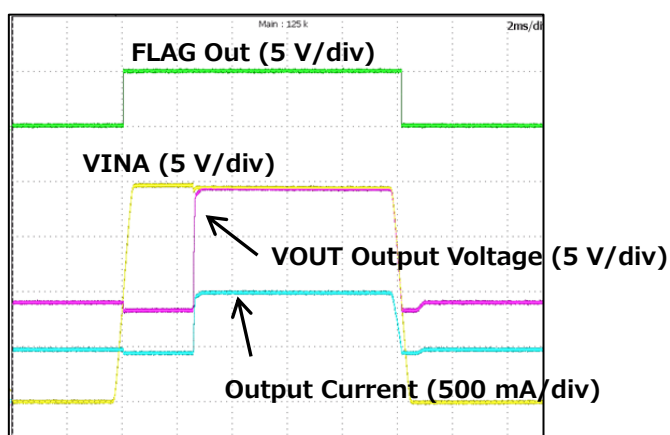 Main : 125 k
2ms/di
FLAG Out (5 V/div)
VINA (5 V/div)
VOUT Output Voltage (5 V/div)
Output Current (500 mA/div)